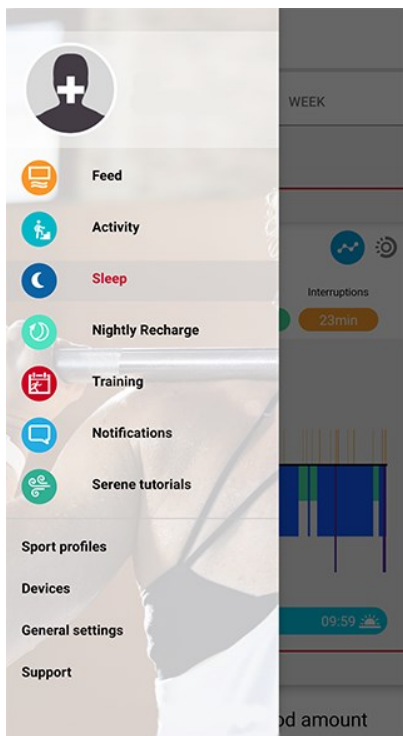 WEEK
Feed
Activity
Sleep
Interruptions
Nightly Recharge
23min
Training
Notifications
Serene tutorials
Sport profiles
Devices
General settings
09:59
Support
od amount